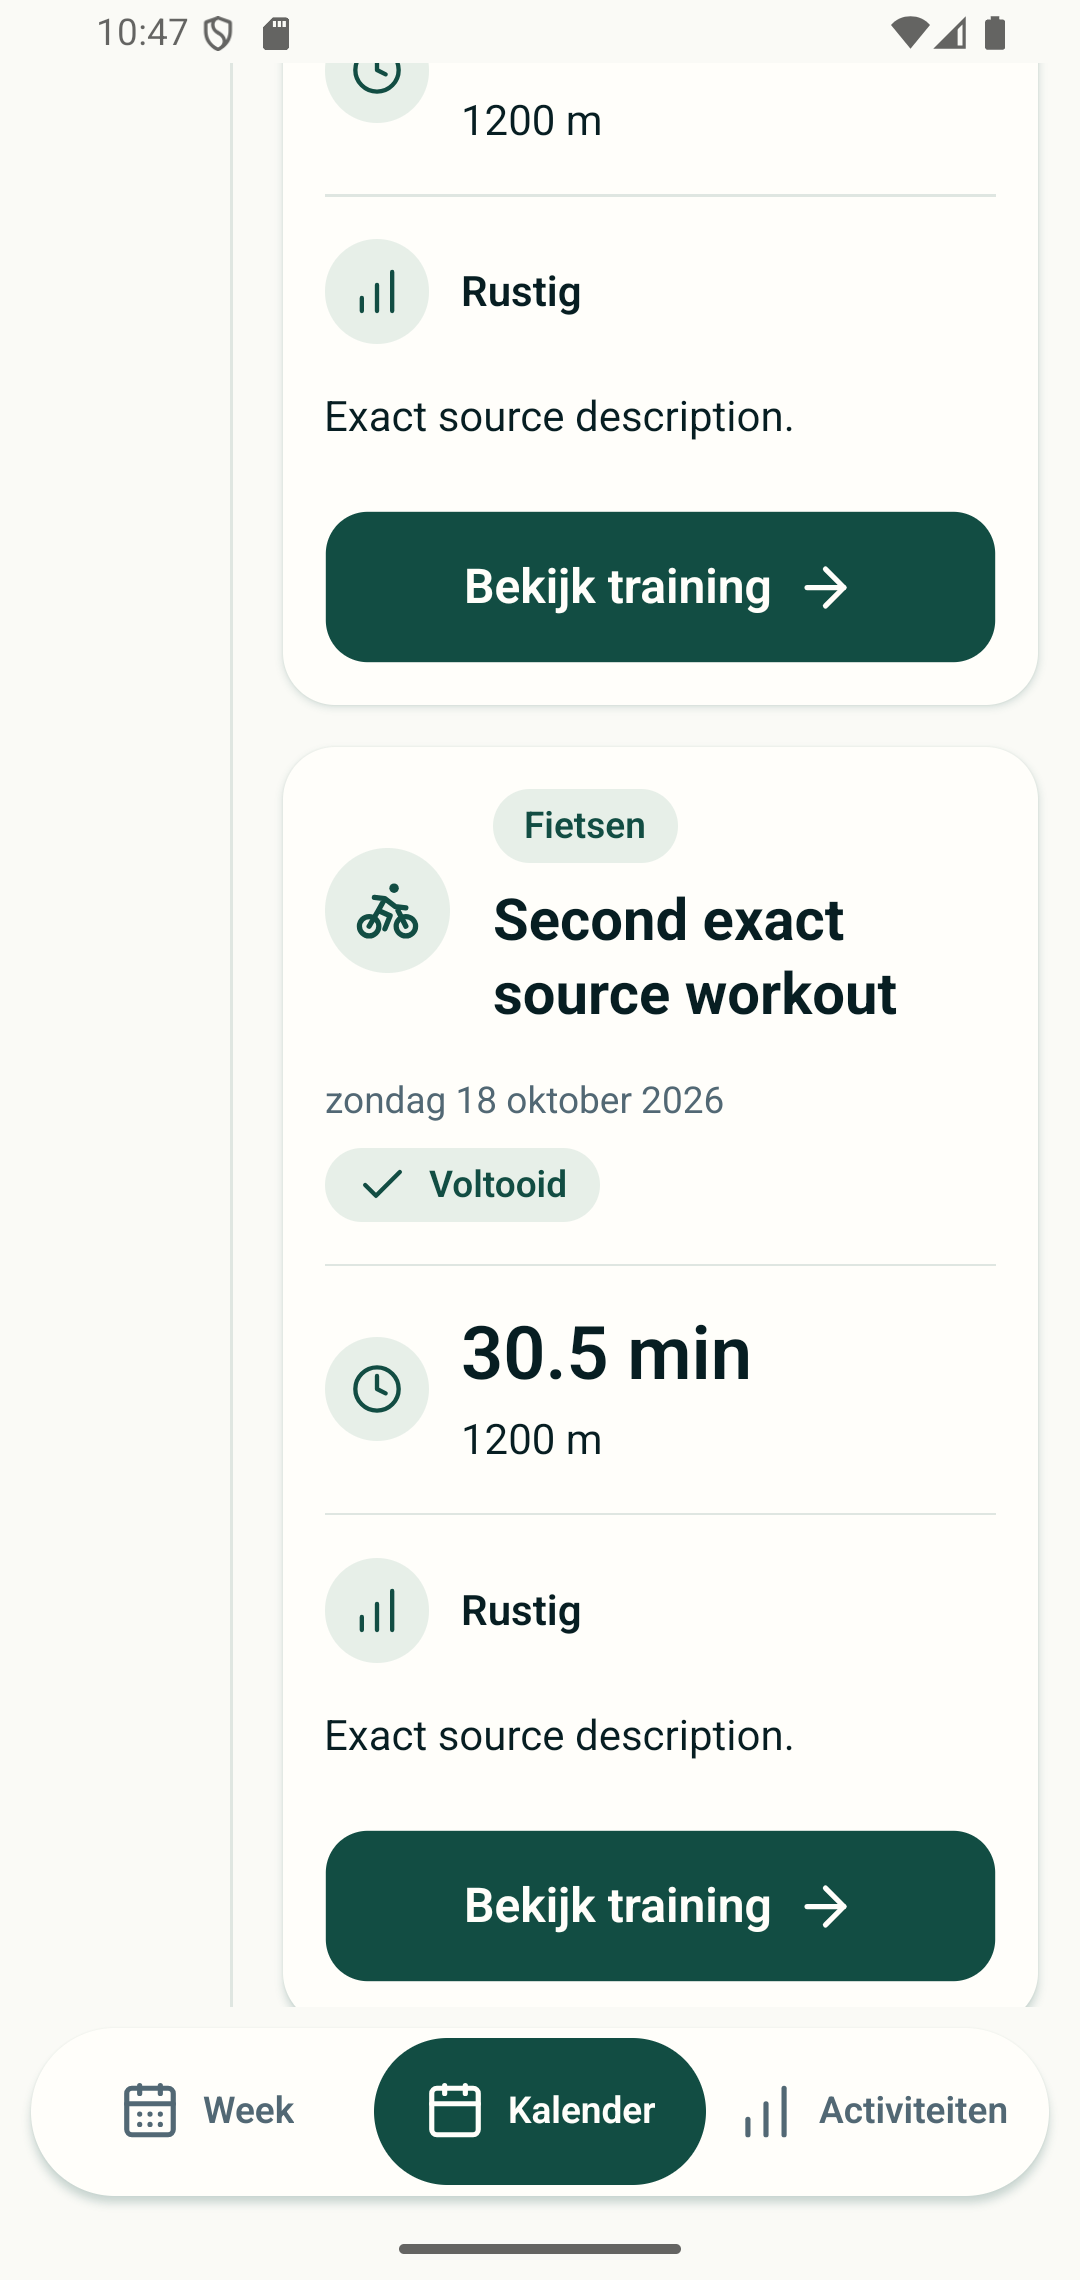 10:47
1200 m
Rustig
Exact source description.
Bekijk training
Fietsen
Second exact
source workout
zondag 18 oktober 2026
Voltooid
30.5 min
1200 m
Rustig
Exact source description.
Bekijk training
Week
Kalender
Activiteiten